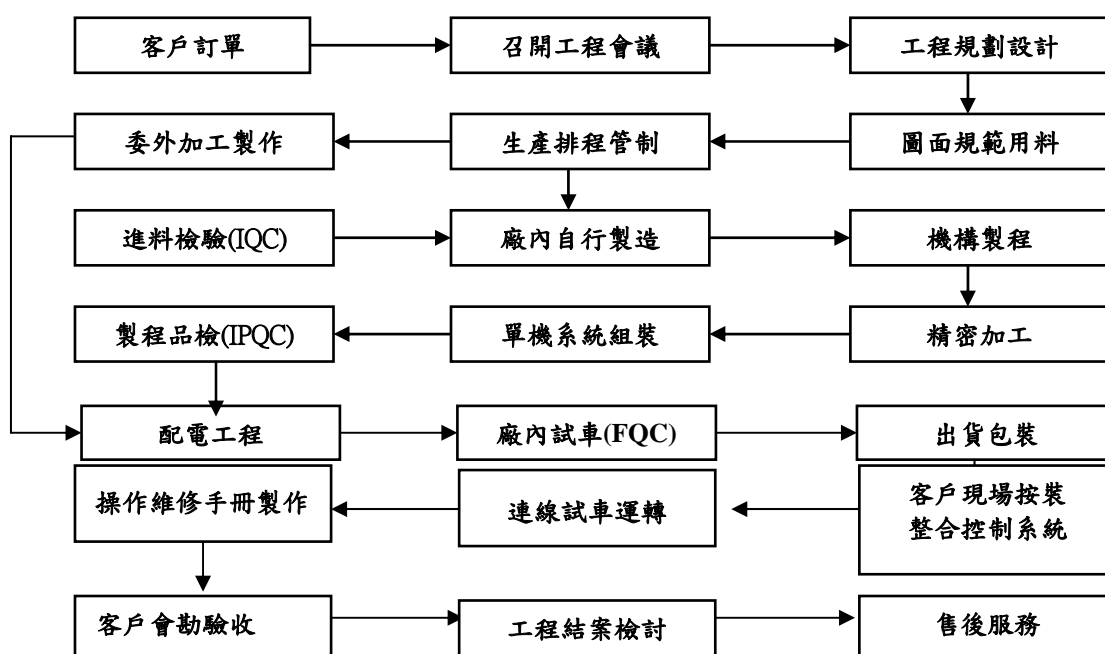 客戶訂單
召開工程會議
工程規劃設計
委外加工製作
生產排程管制
圖面規範用料
進料檢驗(IQC)
廠內自行製造
機構製程
製程品檢(IPQC)
單機系統組裝
精密加工
配電工程
廠內試車(FQC)
出貨包裝
操作維修手冊製作
連線試車運轉
客戶現場按裝
整合控制系統
客戶會勘驗收
工程結案檢討
售後服務